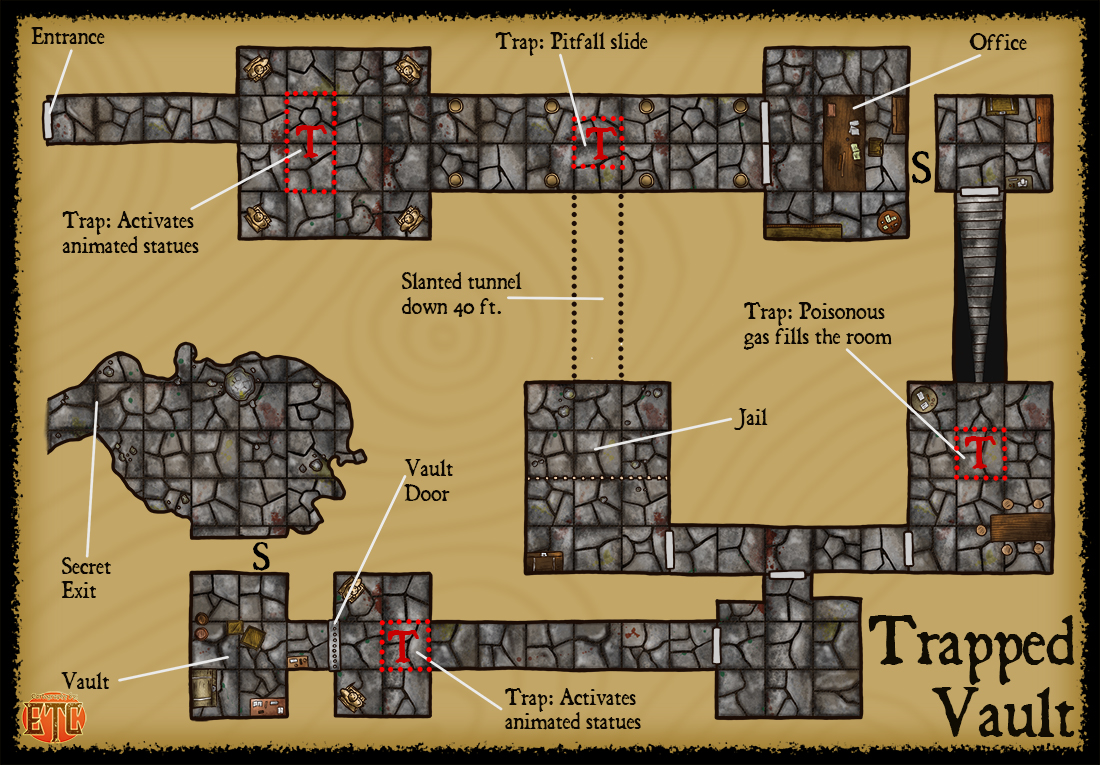 Entrance
Trap: Pitfall slide
Office
T
T
S
Trap: Activates
animated statues
Slanted tunnel
down 40 ft.
Trap: Poisonous
gas fills the room
Jail
T
Vault
Door
S
Secret
Exit
T
Vault
Trap: Activates
animated statues
Trapped
Vault
ETC